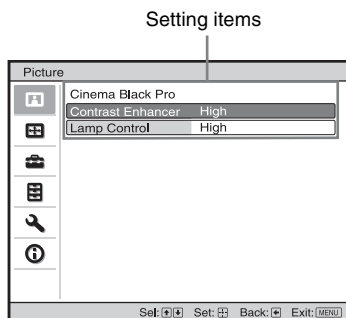 Setting items
Picture
Cinema Black Pro
Contrast Enhancer High
Lamp Control High
Sel: Set: Back: Exit: MENU